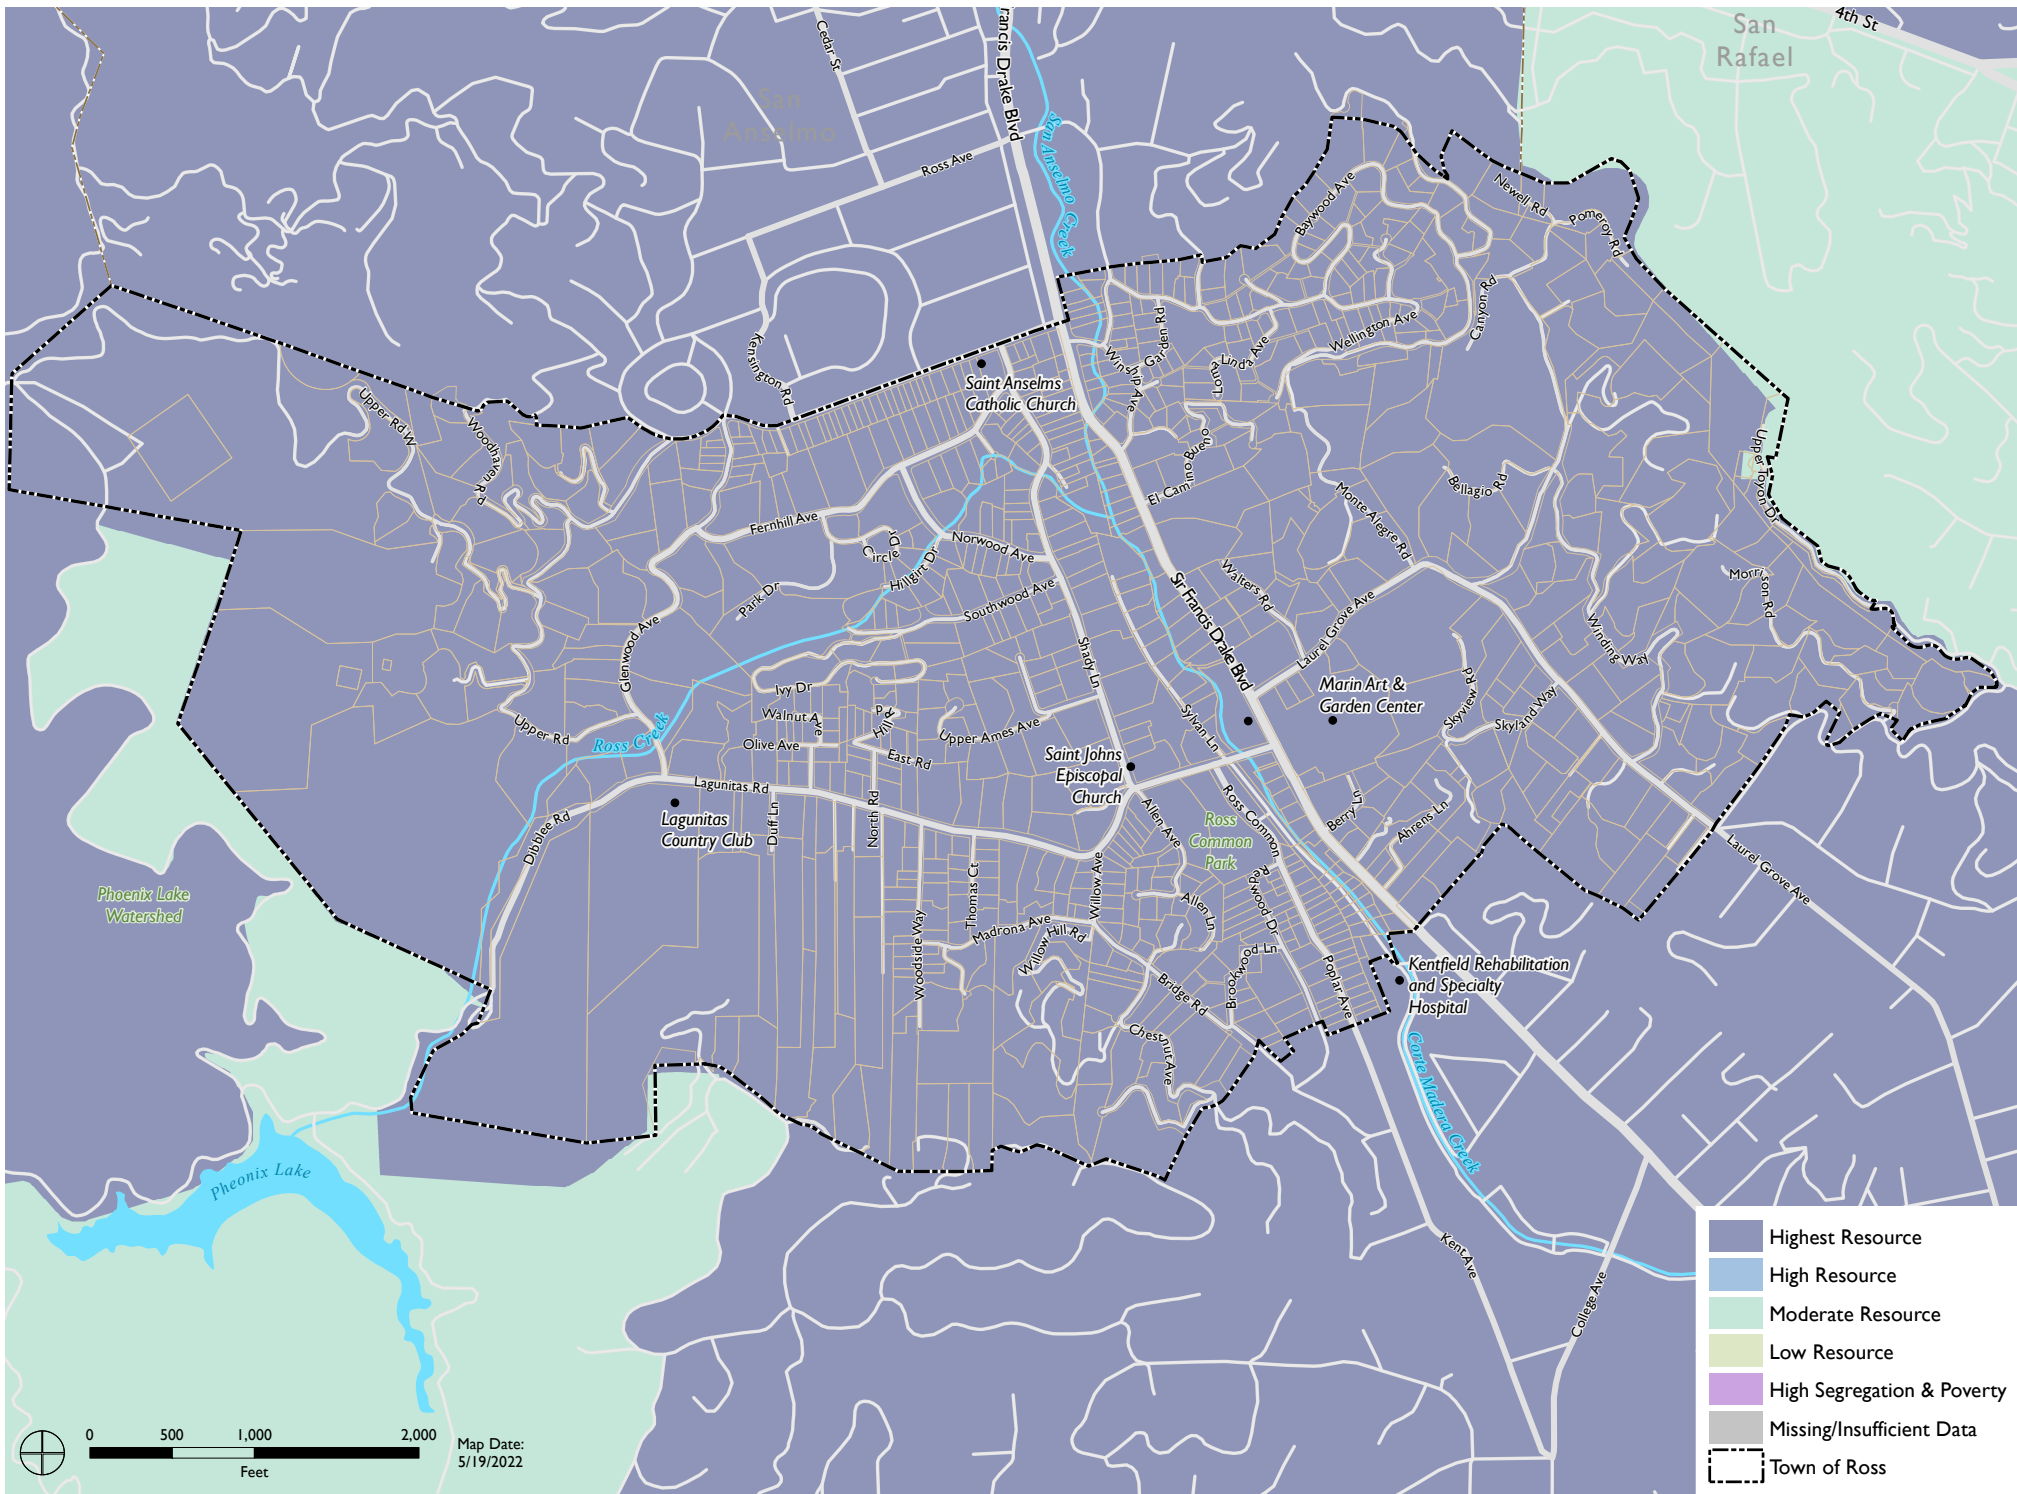 Cedar St
rancis Drake Blvd
San
Rafael
4th St
San
Anselmo
San Anselmo Creek
Ross Ave
Baywood Ave
Newell Rd
Pomeroy Rd
Canyon Rd
Kensington Rd
Garden Rd
Winship Ave
Linda Ave
Lome
Wellington Ave
Saint Anselms
Catholic Church
Upper Rd W
Woodhaven R
El Cam
Bueno
Monte Alegre Rd
Bellagio Rd
Upper Toyon Dr
Fernhill Ave
Circle Dr
Hillgirt Dr
Norwood Ave
Southwood Ave
Park Dr
Walters Rd
Sir Francis Drake Blvd
Laurel Grove Ave
Morrison Rd
Winding Way
Glenwood Ave
Shady Ln
Ivy Dr
Walnut Ave
Hill Rd
Olive Ave
East Rd
Upper Ames Ave
Sylvan Ln
Marin Art &
Garden Center
Skyview Rd
Skyland Way
Upper Rd
Ross Creek
Saint Johns
Episcopal
Church
Lagunitas Rd
Lagunitas
Country Club
Dibblee Rd
Duff Ln
North Rd
Allen Ave
Ross Common
Ross
Common
Park
Berry Ln
Ahrens Ln
Laurel Grove Ave
Phoenix Lake
Watershed
Thomas Ct
Willow Ave
Redwood Dr
Allen Ln
Woodside Way
Madrona Ave
Willow Hill Rd
Brookwood Ln
Poplar Ave
Bridge Rd
Chestnut Ave
Kentfield Rehabilitation
and Specialty
Hospital
Corte Madera Creek
Pheonix Lake
Kent Ave
College Ave
Highest Resource
High Resource
Moderate Resource
Low Resource
High Segregation & Poverty
Missing/Insufficient Data
Town of Ross
0 500 1,000 2,000
Feet
Map Date:
5/19/2022